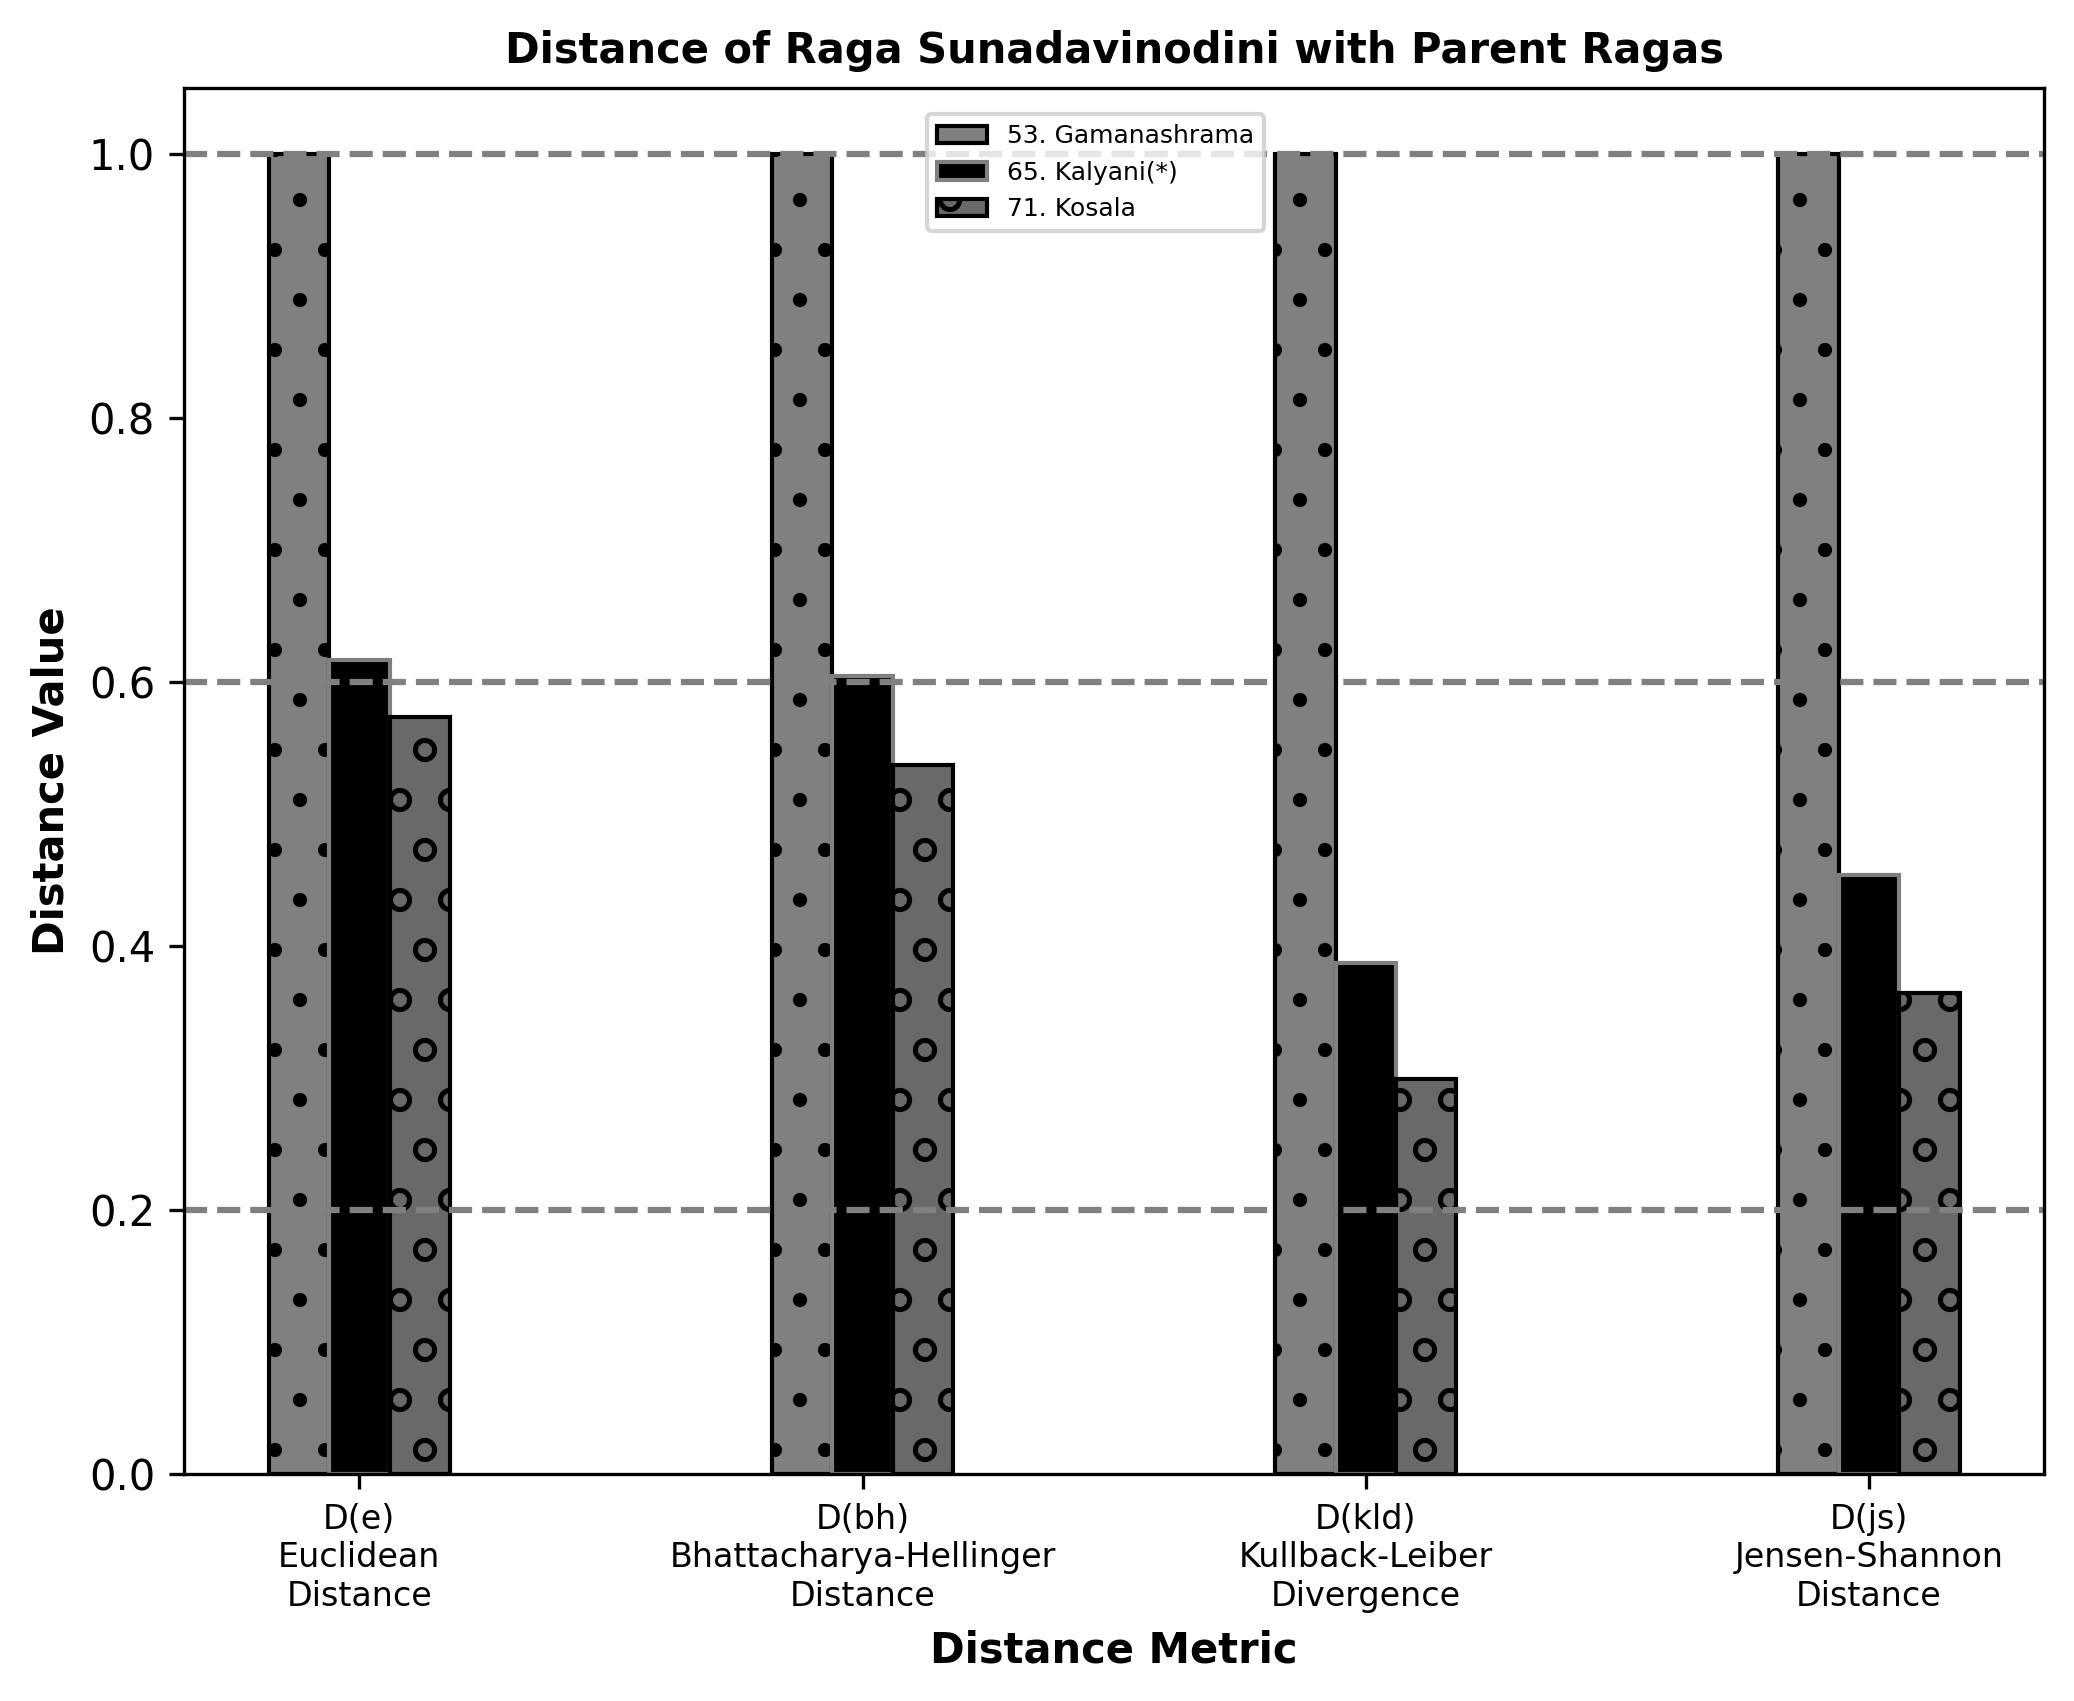 Distance of Raga Sunadavinodini with Parent Ragas
53. Gamanashrama
65. Kalyani(*)
71. Kosala
Distance Value
1.0
0.8
0.6
0.4
0.2
0.0
D(e)
Euclidean
Distance
D(bh)
Bhattacharya-Hellinger
Distance
D(kld)
Kullback-Leiber
Divergence
D(js)
Jensen-Shannon
Distance
Distance Metric